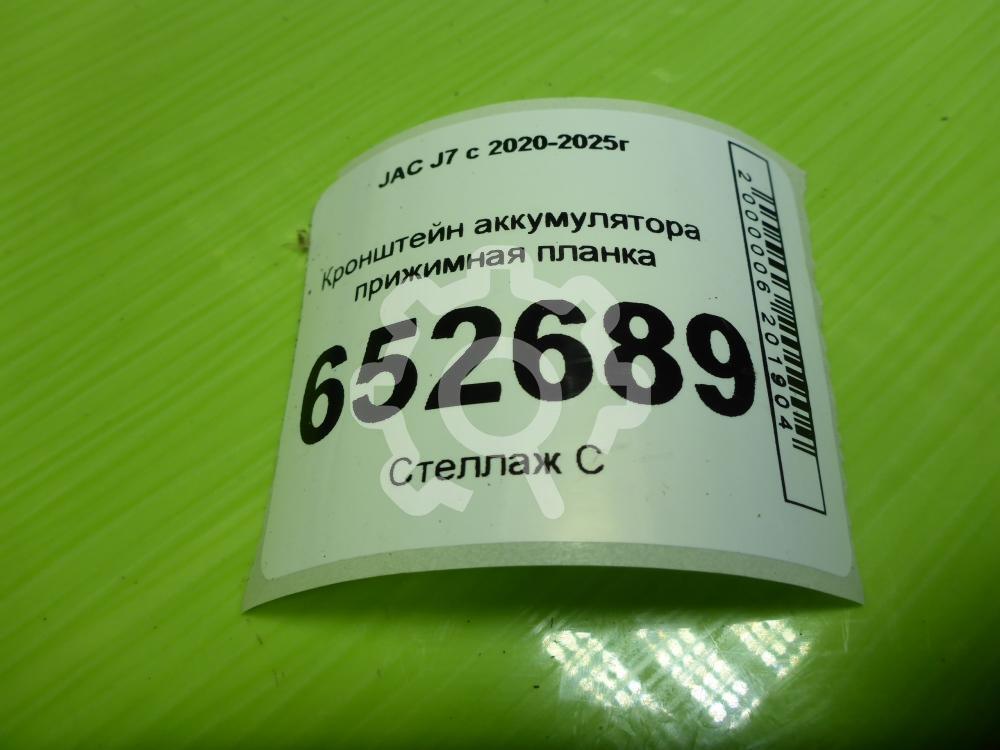 JAC J7 с 2020-2025г
Кронштейн аккумулятора
прижимная планка
652689
Стеллаж С
2000006201904